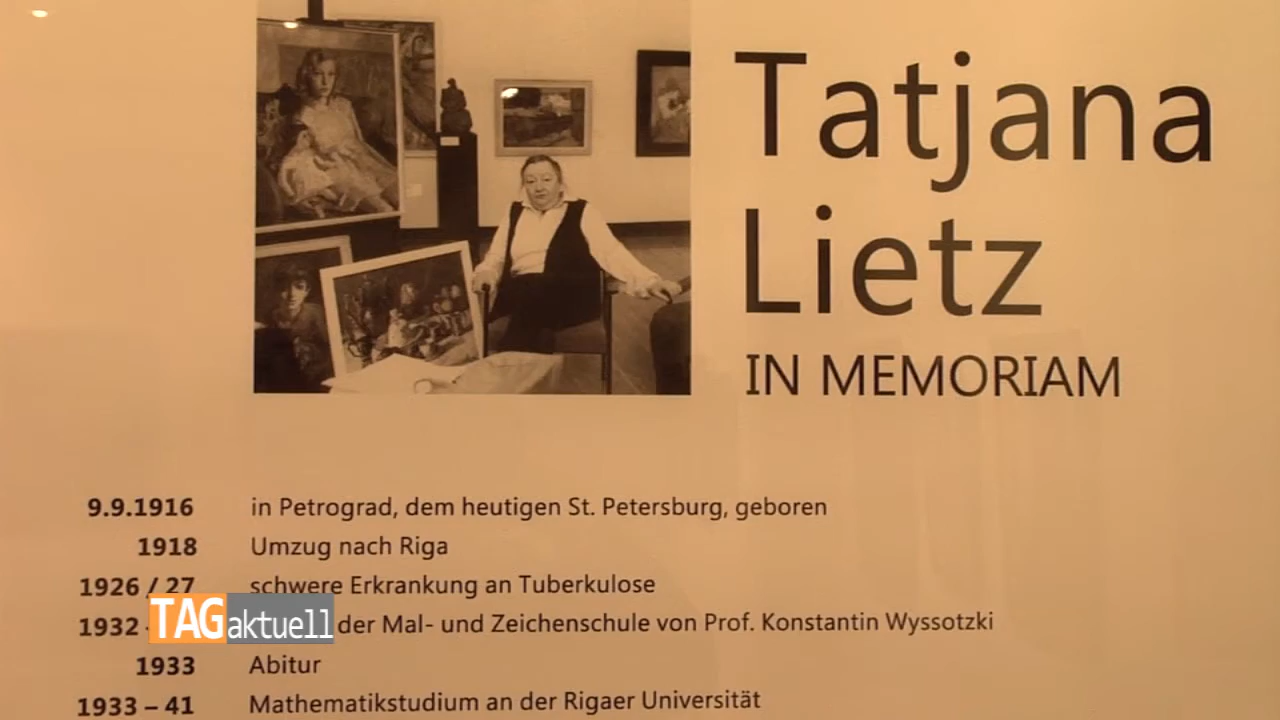 Tatjana
Lietz
IN MEMORIAM
9.9.1916 in Petrograd, dem heutigen St. Petersburg, geboren
1918 Umzug nach Riga
1926 / 27 schwere Erkrankung an Tuberkulose
1932 der Mal- und Zeichenschule von Prof. Konstantin Wyssotzki
TAG aktuell
1933 Abitur
1933 – 41 Mathematikstudium an der Rigaer Universität